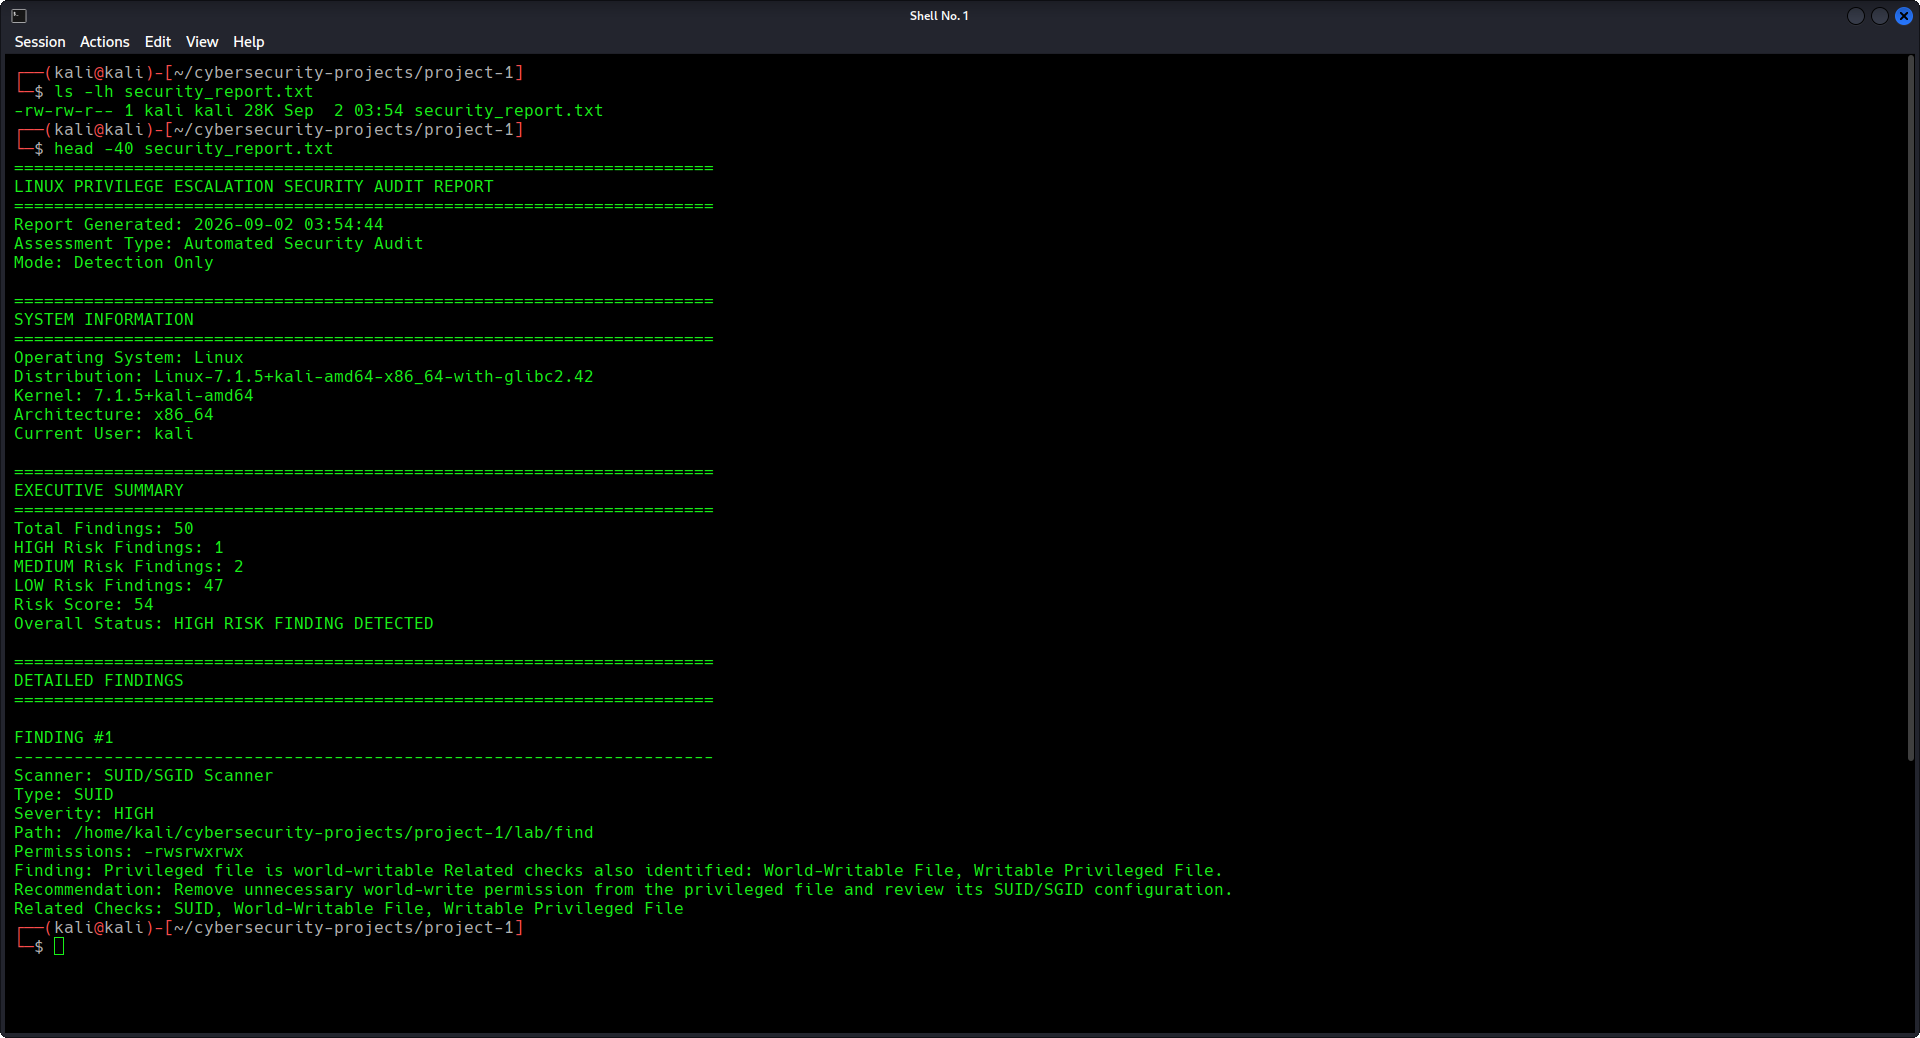 Shell No. 1
Session Actions Edit View Help
┌──(kali@kali)-[~/cybersecurity-projects/project-1]
└─$ ls -lh security_report.txt
-rw-rw-r-- 1 kali kali 28K Sep  2 03:54 security_report.txt
┌──(kali@kali)-[~/cybersecurity-projects/project-1]
└─$ head -40 security_report.txt
======================================================================
LINUX PRIVILEGE ESCALATION SECURITY AUDIT REPORT
======================================================================
Report Generated: 2026-09-02 03:54:44
Assessment Type: Automated Security Audit
Mode: Detection Only
======================================================================
SYSTEM INFORMATION
======================================================================
Operating System: Linux
Distribution: Linux-7.1.5+kali-amd64-x86_64-with-glibc2.42
Kernel: 7.1.5+kali-amd64
Architecture: x86_64
Current User: kali
======================================================================
EXECUTIVE SUMMARY
======================================================================
Total Findings: 50
HIGH Risk Findings: 1
MEDIUM Risk Findings: 2
LOW Risk Findings: 47
Risk Score: 54
Overall Status: HIGH RISK FINDING DETECTED
======================================================================
DETAILED FINDINGS
======================================================================
FINDING #1
----------------------------------------------------------------------
Scanner: SUID/SGID Scanner
Type: SUID
Severity: HIGH
Path: /home/kali/cybersecurity-projects/project-1/lab/find
Permissions: -rwsrwxrwx
Finding: Privileged file is world-writable Related checks also identified: World-Writable File, Writable Privileged File.
Recommendation: Remove unnecessary world-write permission from the privileged file and review its SUID/SGID configuration.
Related Checks: SUID, World-Writable File, Writable Privileged File
┌──(kali@kali)-[~/cybersecurity-projects/project-1]
└─$